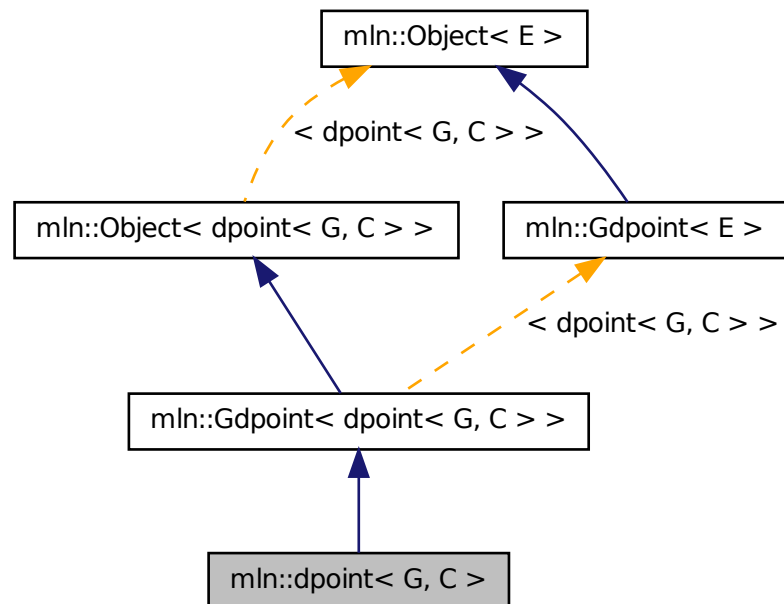 mln::Object< E >
< dpoint< G, C > >
mln::Object< dpoint< G, C > >
mln::Gdpoint< E >
< dpoint< G, C > >
mln::Gdpoint< dpoint< G, C > >
mln::dpoint< G, C >